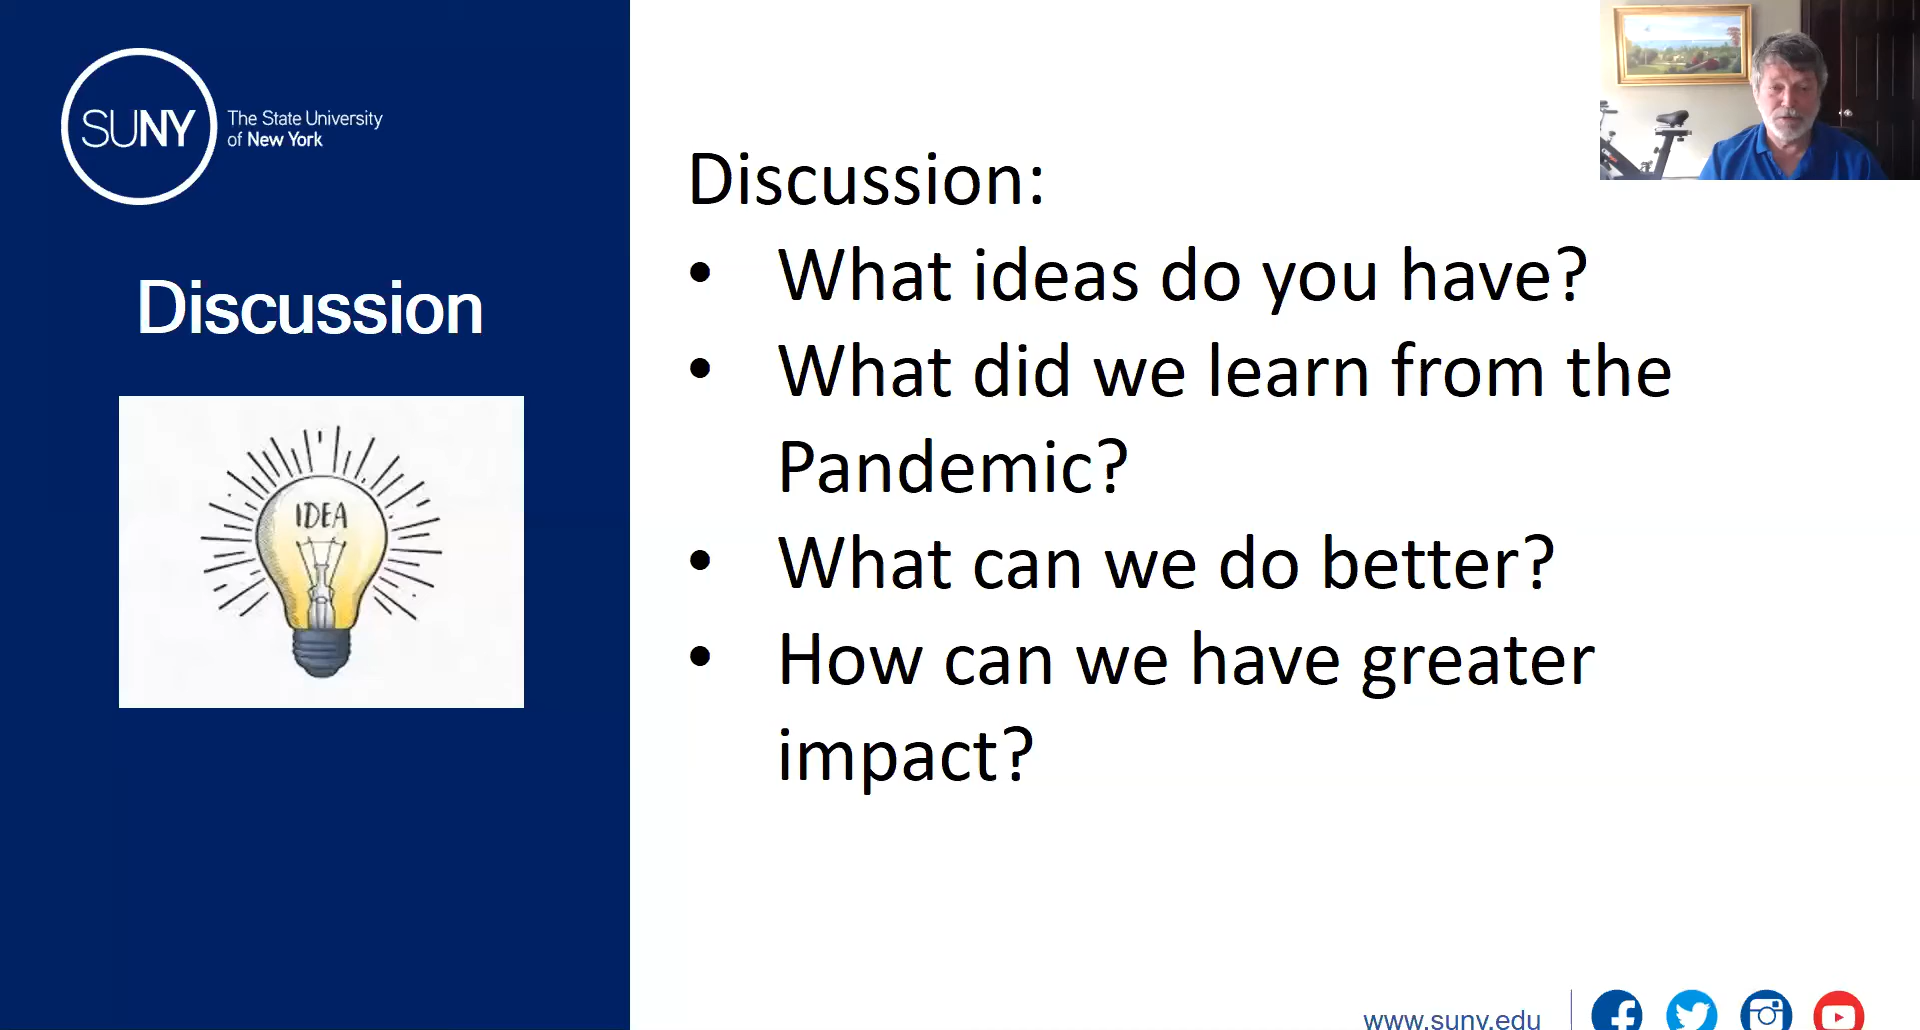 SUNY
The State University
of New York
Discussion
IDEA
Discussion:
• What ideas do you have?
• What did we learn from the
Pandemic?
• What can we do better?
• How can we have greater
impact?
www.suny.edu